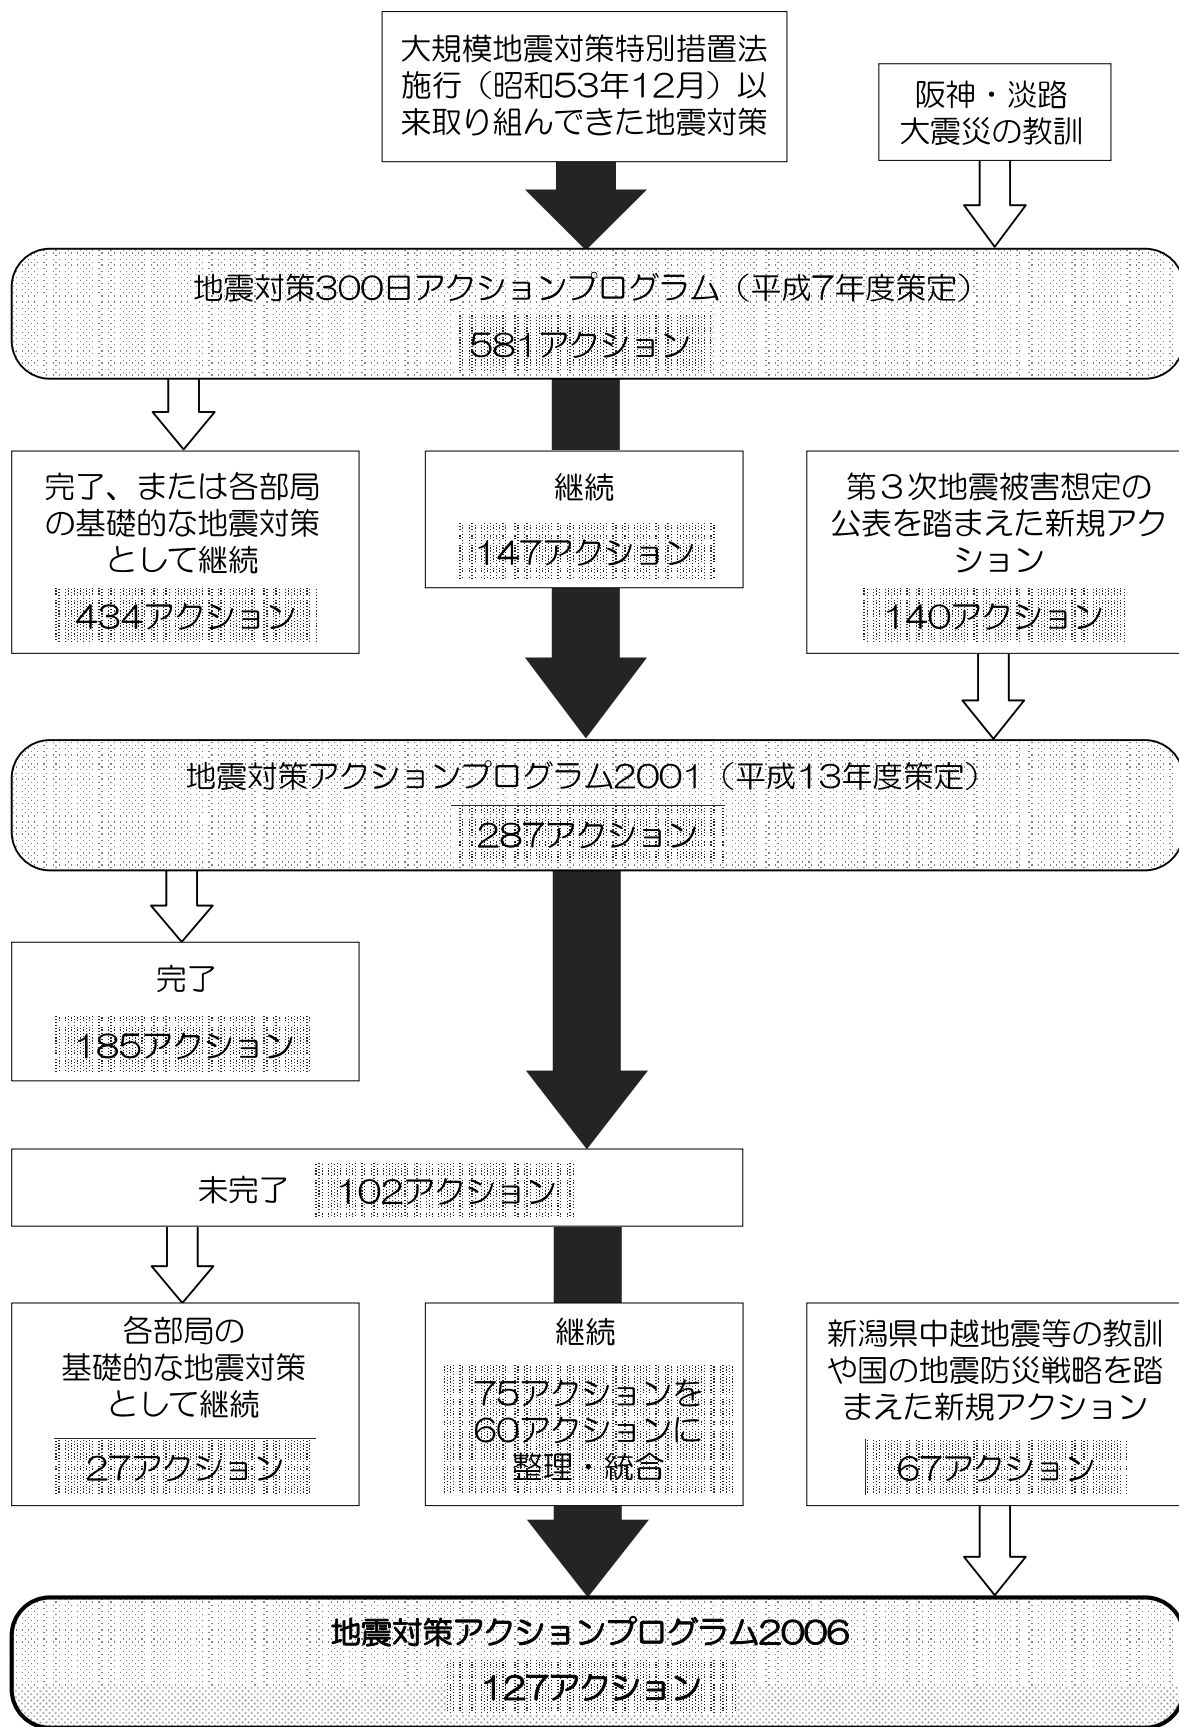 大規模地震対策特別措置法
施行（昭和53年12月）以
来取り組んできた地震対策
阪神・淡路
大震災の教訓
地震対策300日アクションプログラム（平成7年度策定）
581アクション
完了、または各部局
の基礎的な地震対策
として継続
434アクション
継続
147アクション
第３次地震被害想定の
公表を踏まえた新規アク
ション
140アクション
地震対策アクションプログラム2001（平成13年度策定）
287アクション
完了
185アクション
未完了 102アクション
各部局の
基礎的な地震対策
として継続
27アクション
継続
75アクションを
60アクションに
整理・統合
新潟県中越地震等の教訓
や国の地震防災戦略を踏
まえた新規アクション
67アクション
地震対策アクションプログラム2006
127アクション